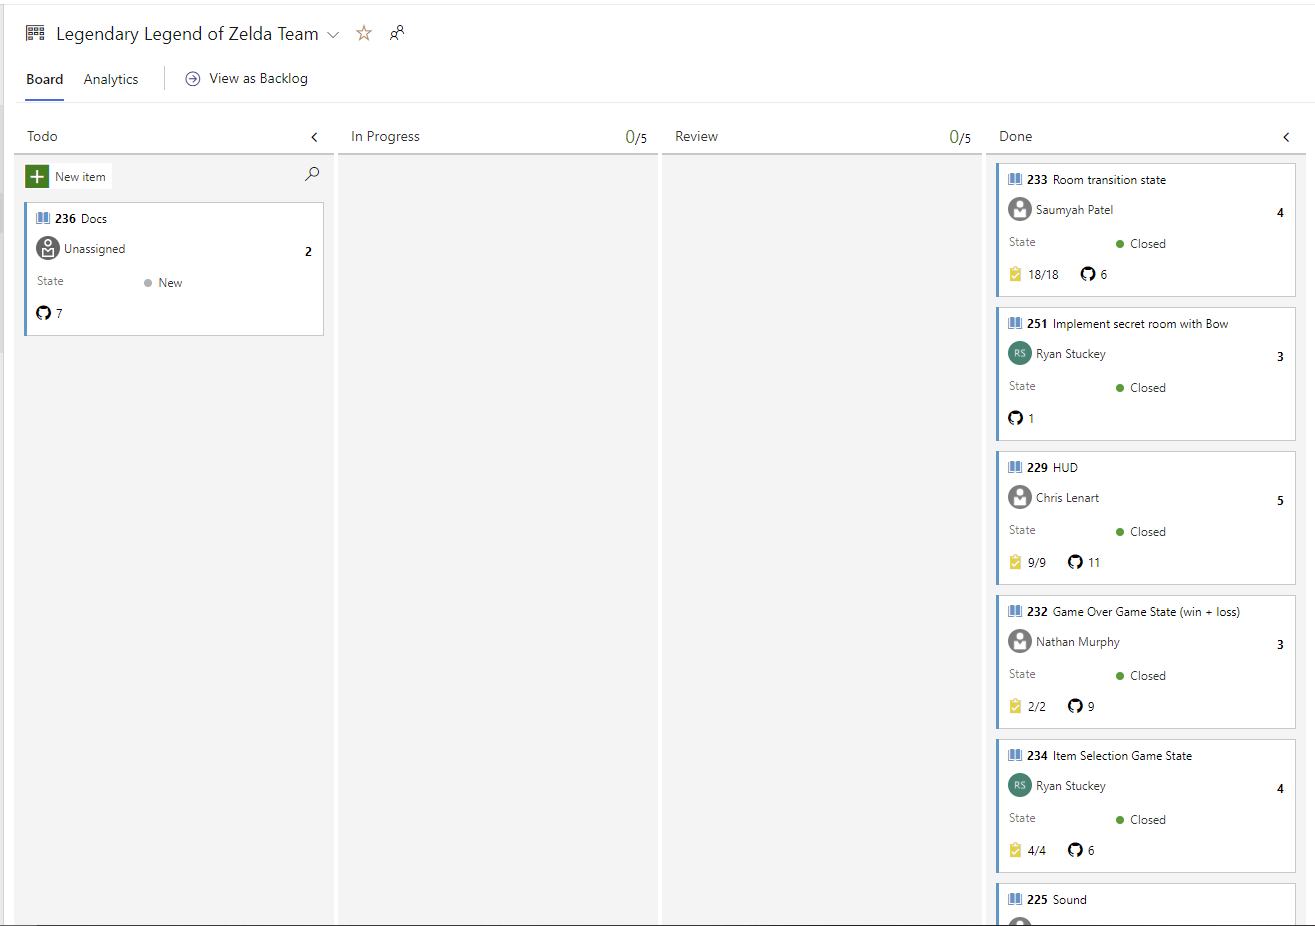 Legendary Legend of Zelda Team
Board Analytics View as Backlog
Todo
In Progress 0/5
Review 0/5
Done
New item
236 Docs
Unassigned 2
State New
7
233 Room transition state
Saumyah Patel 4
State Closed
18/18 6
251 Implement secret room with Bow
RS Ryan Stuckey 3
State Closed
1
229 HUD
Chris Lenart 5
State Closed
9/9 11
232 Game Over Game State (win + loss)
Nathan Murphy 3
State Closed
2/2 9
234 Item Selection Game State
RS Ryan Stuckey 4
State Closed
4/4 6
225 Sound